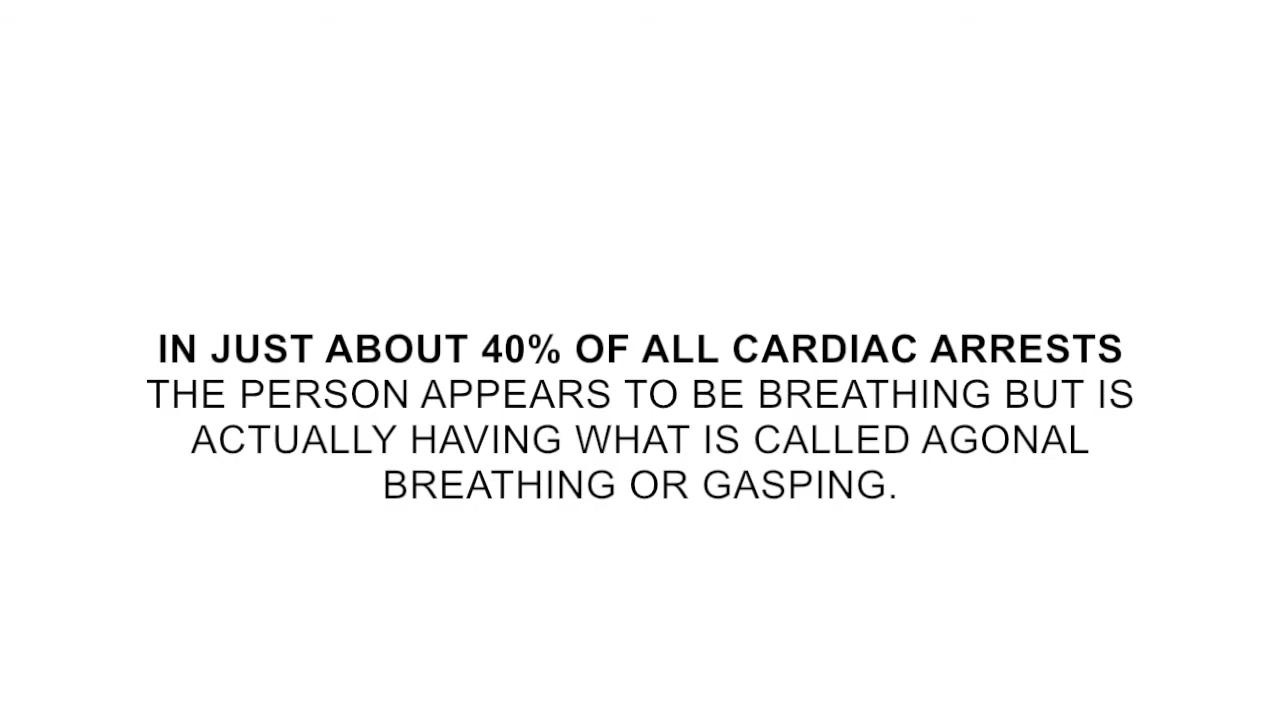 IN JUST ABOUT 40% OF ALL CARDIAC ARRESTS
THE PERSON APPEARS TO BE BREATHING BUT IS
ACTUALLY HAVING WHAT IS CALLED AGONAL
BREATHING OR GASPING.